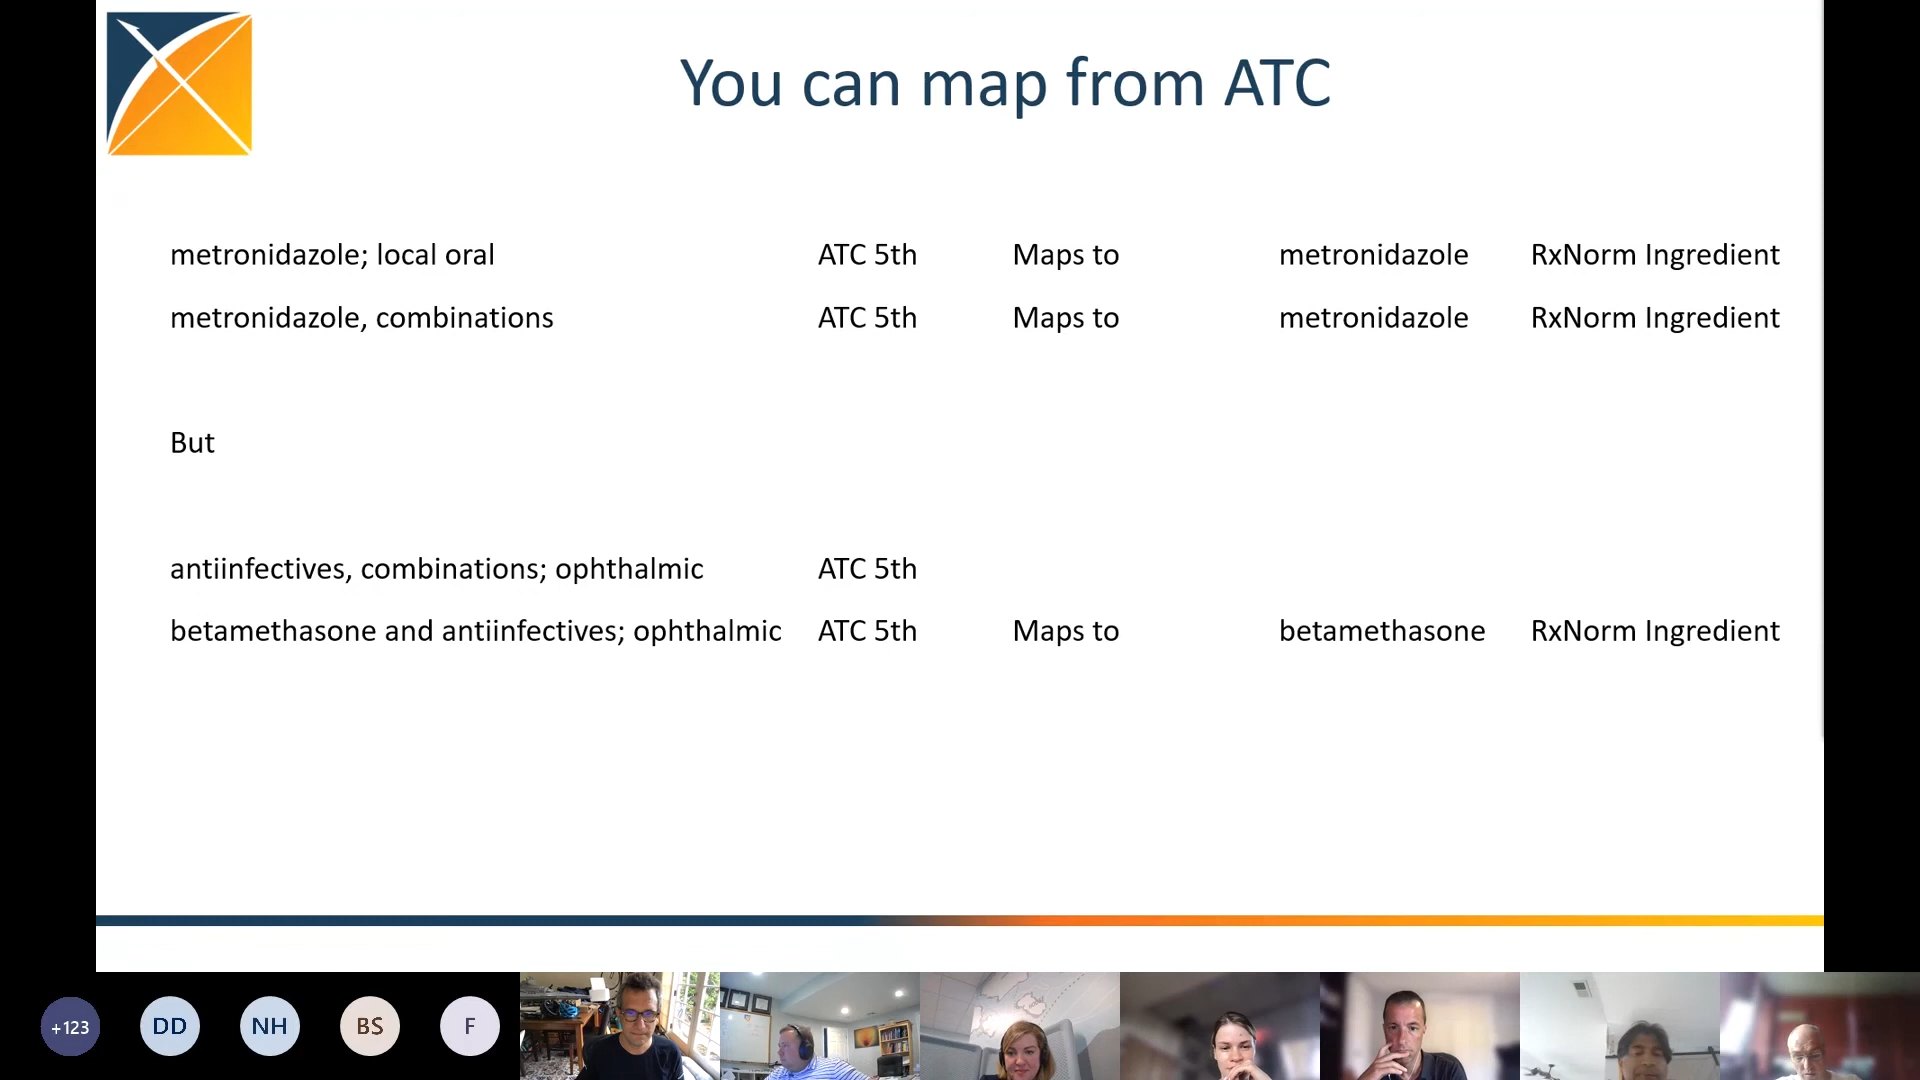 You can map from ATC
metronidazole; local oral ATC 5th Maps to metronidazole RxNorm Ingredient
metronidazole, combinations ATC 5th Maps to metronidazole RxNorm Ingredient
But
antiinfectives, combinations; ophthalmic ATC 5th
betamethasone and antiinfectives; ophthalmic ATC 5th Maps to betamethasone RxNorm Ingredient
+123 DD NH BS F